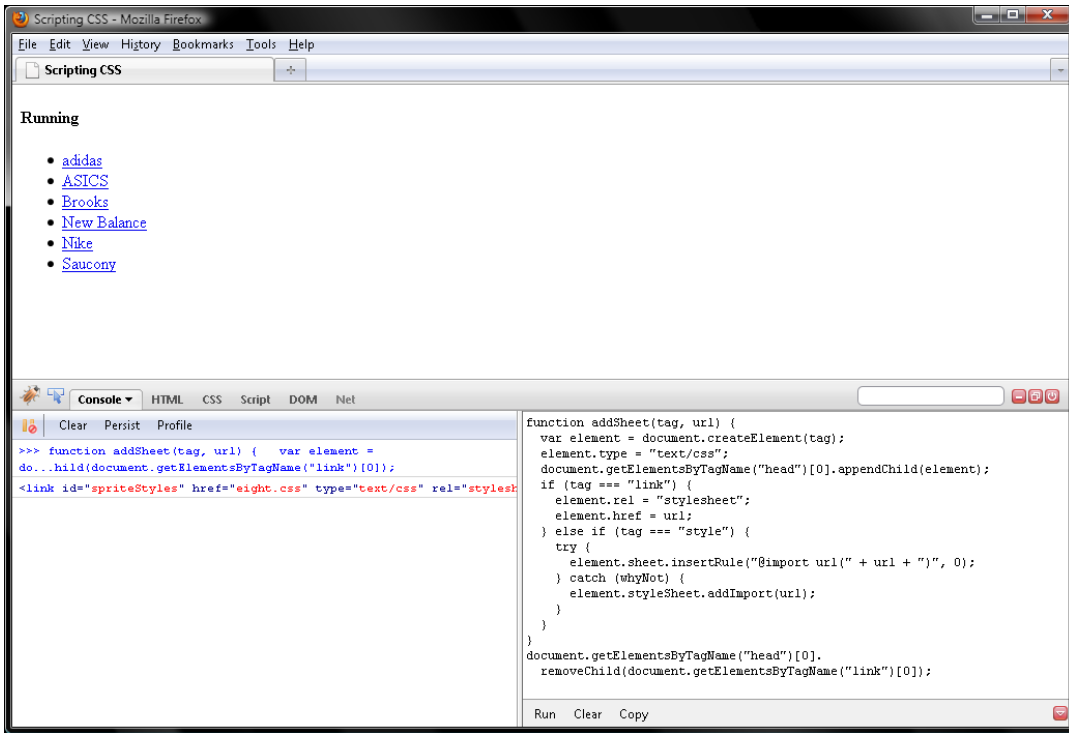 Scripting CSS - Mozilla Firefox
File Edit View History Bookmarks Tools Help
Scripting CSS
Running
adidas
ASICS
Brooks
New Balance
Nike
Saucony
Console HTML CSS Script DOM Net
Clear Persist Profile
>>> function addSheet(tag, url) { var element =
do...hild(document.getElementsByTagName("link")[0]);
<link id="spriteStyles" href="eight.css" type="text/css" rel="stylesh
function addSheet(tag, url) {
var element = document.createElement(tag);
element.type = "text/css";
document.getElementsByTagName("head")[0].appendChild(element);
if (tag === "link") {
element.rel = "stylesheet";
element.href = url;
} else if (tag === "style") {
try {
element.sheet.insertRule("@import url(" + url + ")", 0);
} catch (whyNot) {
element.styleSheet.addImport(url);
}
}
}
document.getElementsByTagName("head")[0].
removeChild(document.getElementsByTagName("link")[0]);
Run Clear Copy